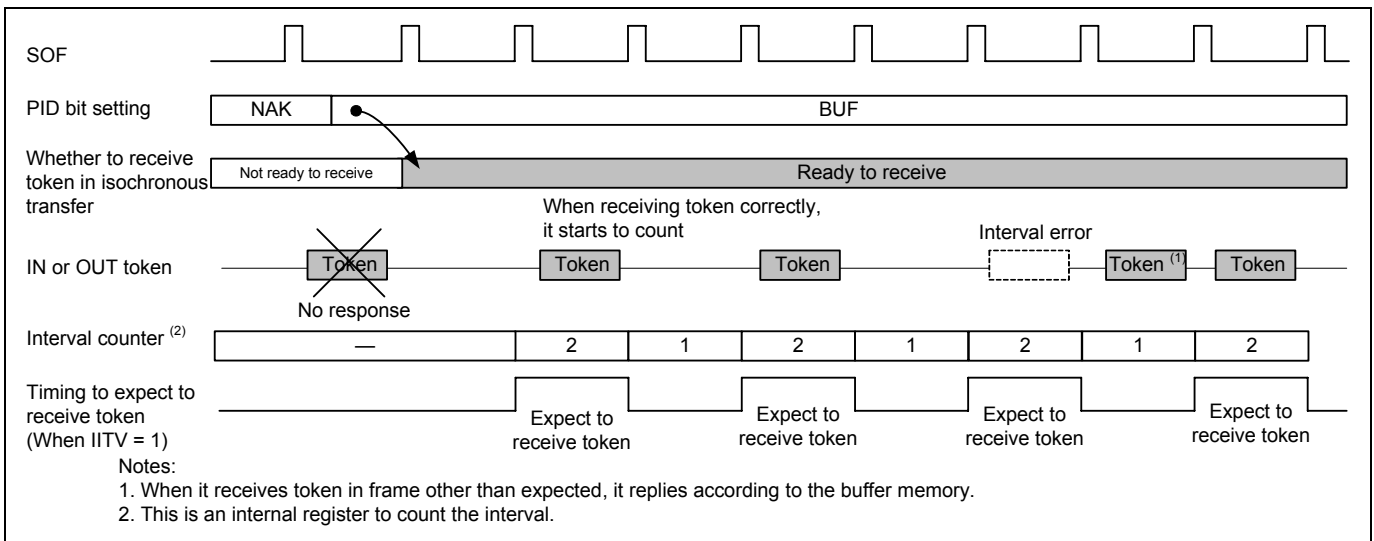 SOF
PID bit setting
NAK
BUF
Whether to receive
token in isochronous
transfer
Not ready to receive
Ready to receive
When receiving token correctly,
it starts to count
Interval error
IN or OUT token
Token
Token
Token
Token (1)
Token
No response
Interval counter (2)
—
2
1
2
1
2
1
2
Timing to expect to
receive token
(When IITV = 1)
Expect to
receive token
Expect to
receive token
Expect to
receive token
Expect to
receive token
Notes:
1. When it receives token in frame other than expected, it replies according to the buffer memory.
2. This is an internal register to count the interval.